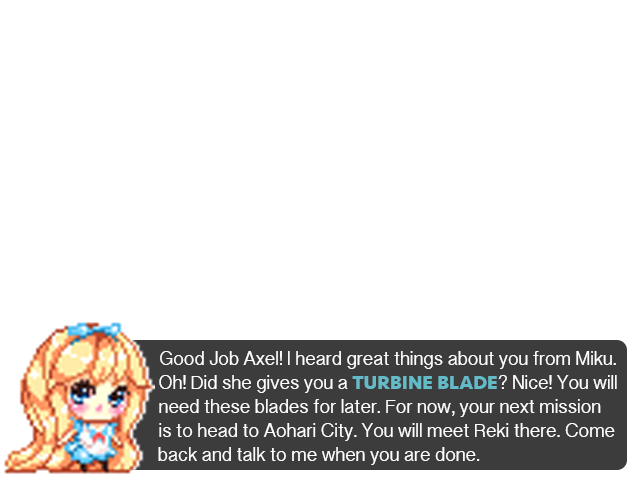 Good Job Axel! I heard great things about you from Miku.
Oh! Did she gives you a TURBINE BLADE? Nice! You will
need these blades for later. For now, your next mission
is to head to Aohari City. You will meet Reki there. Come
back and talk to me when you are done.